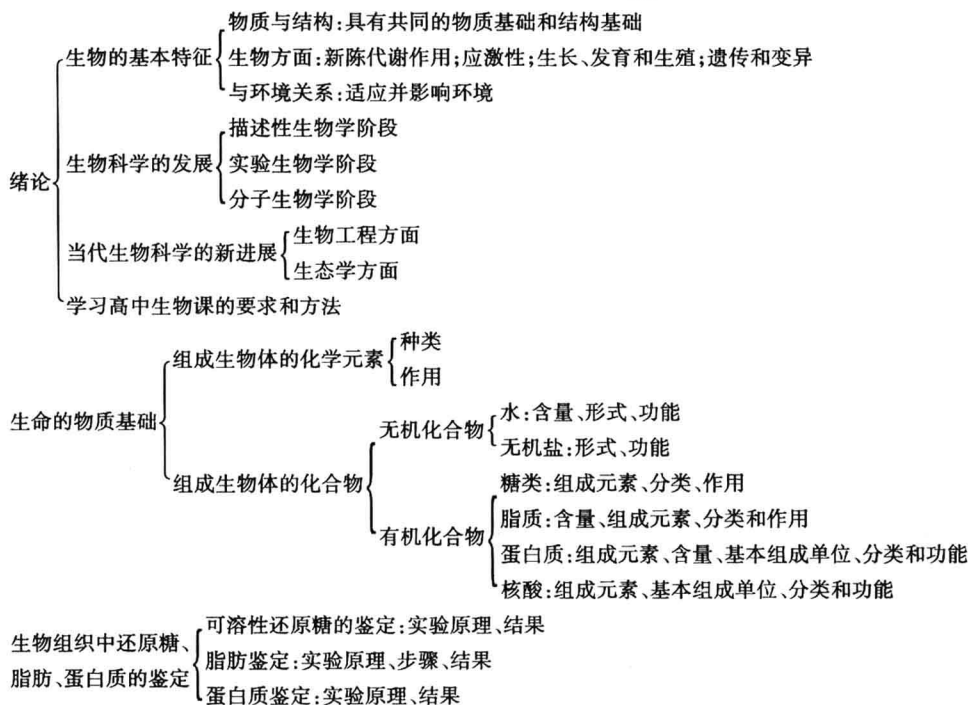 物质与结构:具有共同的物质基础和结构基础
生物的基本特征
生物方面:新陈代谢作用;应激性;生长、发育和生殖;遗传和变异
与环境关系:适应并影响环境
描述性生物学阶段
绪论
生物科学的发展
实验生物学阶段
分子生物学阶段
当代生物科学的新进展
生物工程方面
生态学方面
学习高中生物课的要求和方法
生命的物质基础
组成生物体的化学元素
种类
作用
组成生物体的化合物
无机化合物
水:含量、形式、功能
无机盐:形式、功能
有机化合物
糖类:组成元素、分类、作用
脂质:含量、组成元素、分类和作用
蛋白质:组成元素、含量、基本组成单位、分类和功能
核酸:组成元素、基本组成单位、分类和功能
生物组织中还原糖、
脂肪、蛋白质的鉴定
可溶性还原糖的鉴定:实验原理、结果
脂肪鉴定:实验原理、步骤、结果
蛋白质鉴定:实验原理、结果